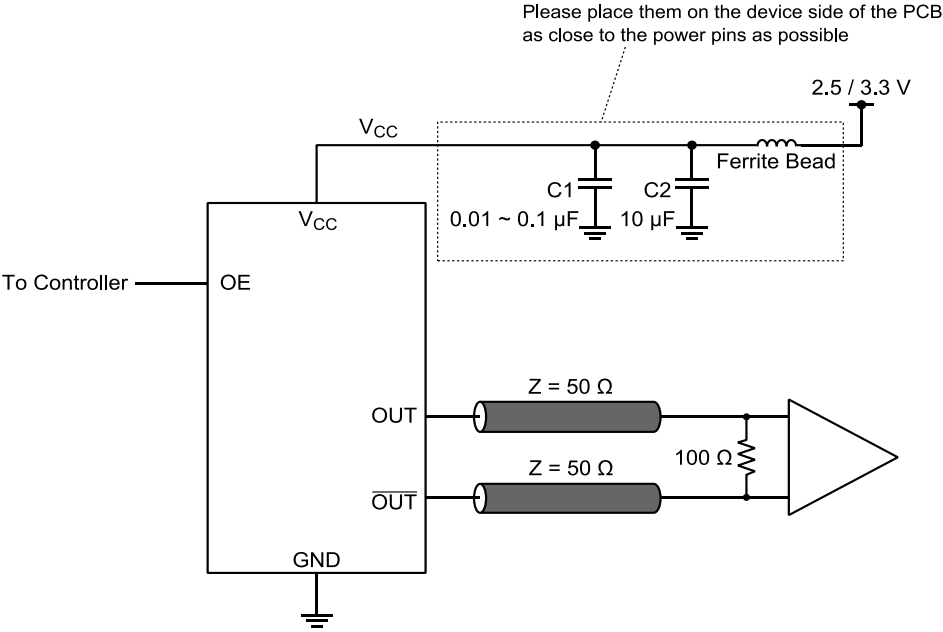 Please place them on the device side of the PCB
as close to the power pins as possible
2.5 / 3.3 V
VCC
Ferrite Bead
C1
C2
0.01 ~ 0.1 µF
10 µF
VCC
To Controller
OE
Z = 50 Ω
OUT
100 Ω
Z = 50 Ω
OUT
GND